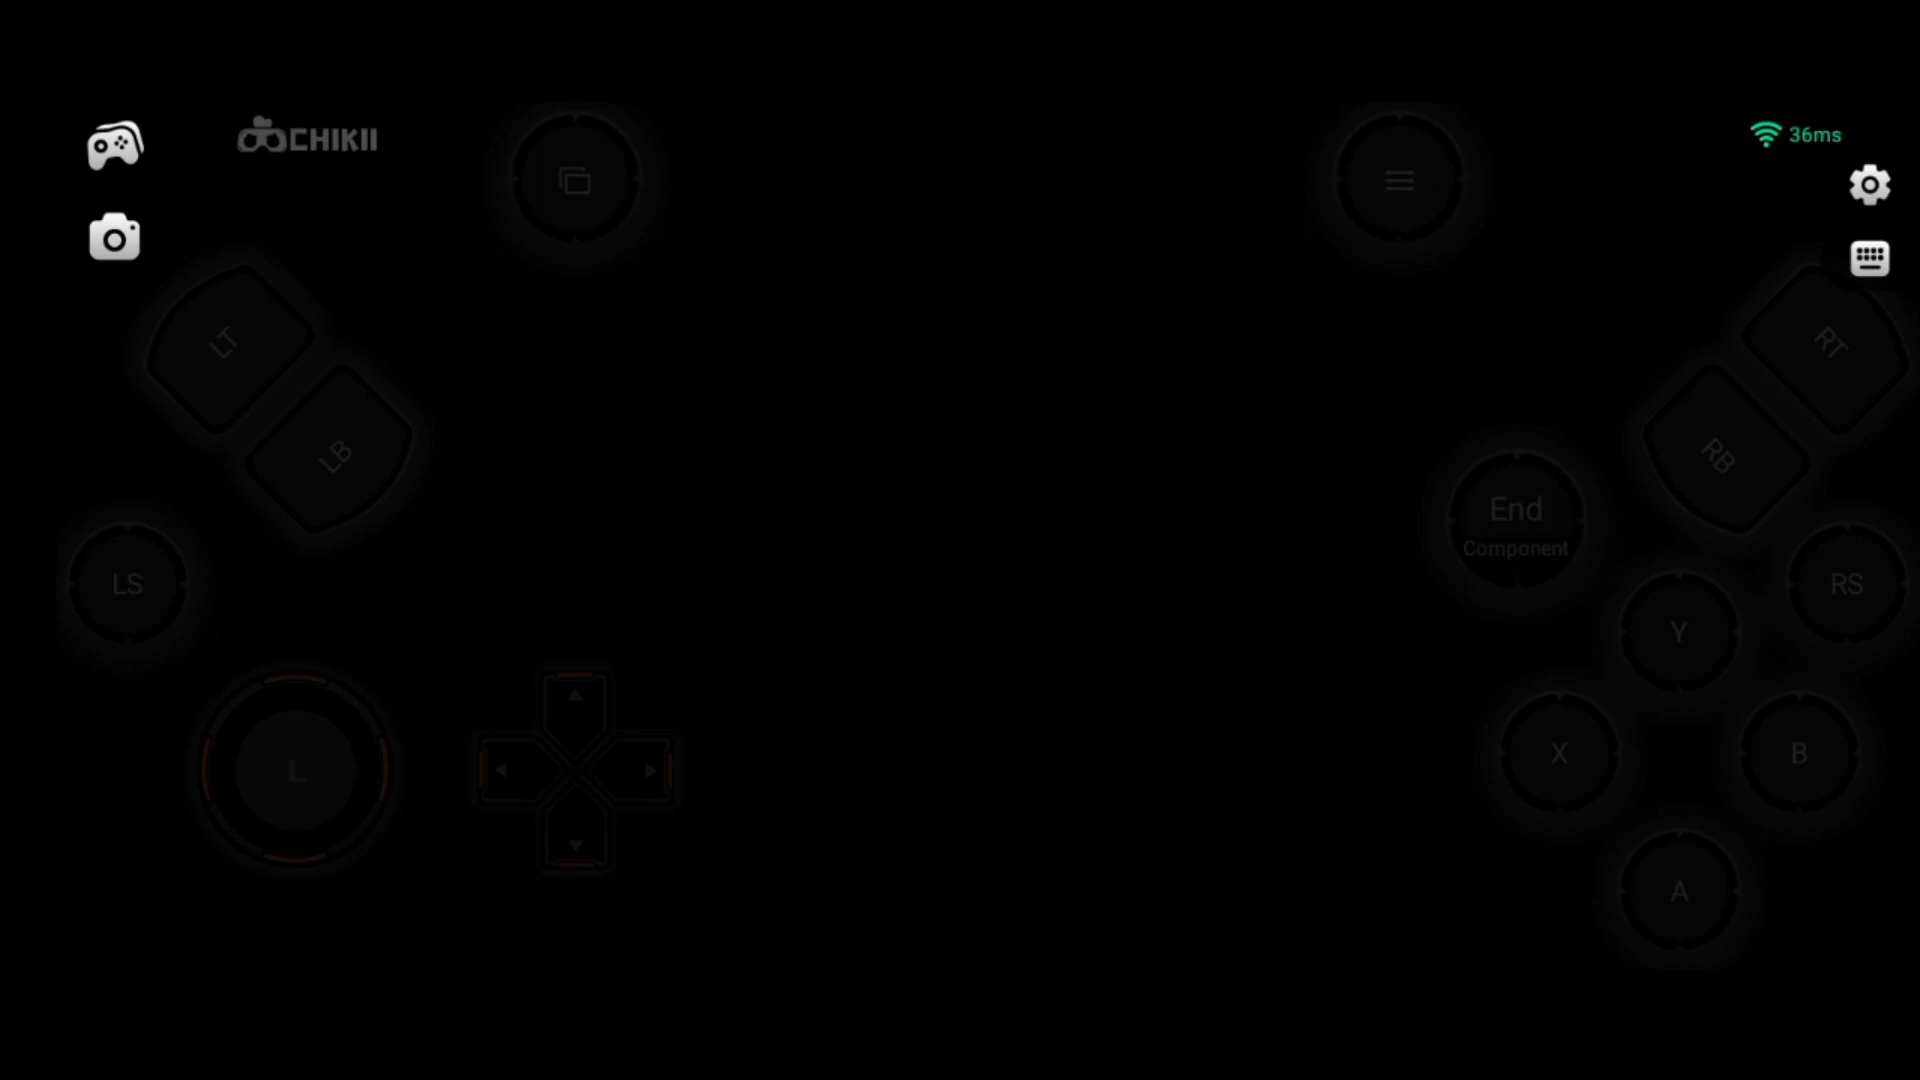 CHIKII
36ms
LT
RT
LB
RB
End
Component
LS
RS
Y
L
X
B
A